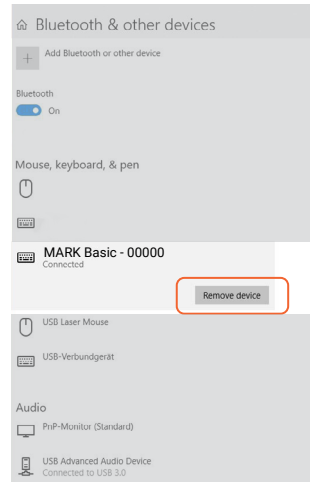 Bluetooth & other devices
Add Bluetooth or other device
Bluetooth
On
Mouse, keyboard, & pen
MARK Basic - 00000
Connected
Remove device
USB Laser Mouse
USB-Verbundgerät
Audio
PnP-Monitor (Standard)
USB Advanced Audio Device
Connected to USB 3.0